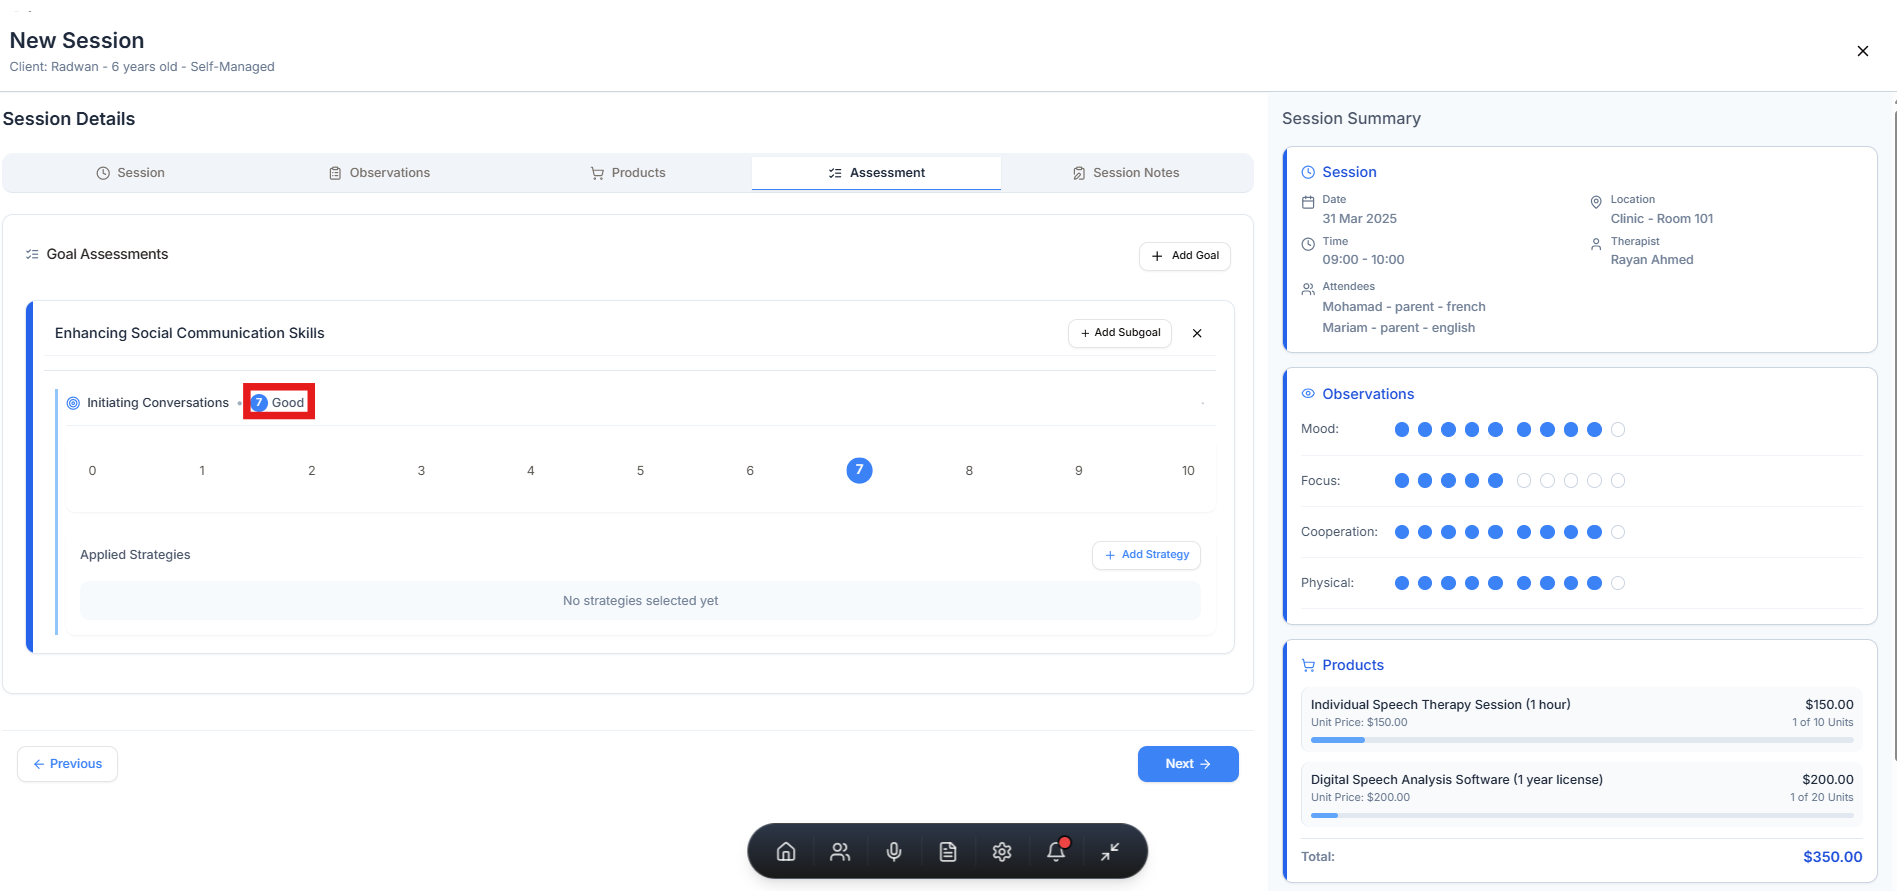 New Session
Client: Radwan - 6 years old - Self-Managed
Session Details
Session
Observations
Products
Assessment
Session Notes
Goal Assessments
+ Add Goal
Enhancing Social Communication Skills
+ Add Subgoal
Initiating Conversations • 7 Good
0 1 2 3 4 5 6 7 8 9 10
Applied Strategies
+ Add Strategy
No strategies selected yet
← Previous
Next →
Session Summary
Session
Date
31 Mar 2025
Location
Clinic - Room 101
Time
09:00 - 10:00
Therapist
Rayan Ahmed
Attendees
Mohamad - parent - french
Mariam - parent - english
Observations
Mood:
Focus:
Cooperation:
Physical:
Products
Individual Speech Therapy Session (1 hour) $150.00
Unit Price: $150.00 1 of 10 Units
Digital Speech Analysis Software (1 year license) $200.00
Unit Price: $200.00 1 of 20 Units
Total: $350.00